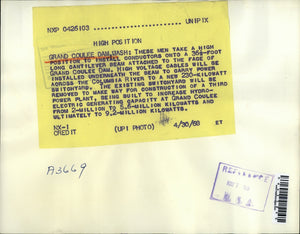 NXP 0425103 UNIPIX
HIGH POSITION
GRAND COULEE DAM, WASH: THESE MEN TAKE A HIGH
POSITION TO INSTALL CONDUCTORS ONTO A 35½-FOOT
LONG CANTILEVER BEAM ATTACHED TO THE FACE OF
GRAND COULEE DAM. HIGH VOLTAGE CABLES WILL BE
INSTALLED UNDERNEATH THE BEAM TO CARRY POWER
ACROSS THE COLUMBIA RIVER TO A NEW 230-KILOWATT
SWITCHYARD. THE EXISTING SWITCHYARD WILL BE
REMOVED TO MAKE WAY FOR CONSTRUCTION OF A THIRD
POWER PLANT, BEING BUILT TO INCREASE HYDRO-
ELECTRIC GENERATING CAPACITY AT GRAND COULEE
FROM 2-MILLION TO 5.6-MILLION KILOWATTS AND
ULTIMATELY TO 9.2-MILLION KILOWATTS.
NX-1 ET
CREDIT (UPI PHOTO) 4/30/68
A3669
REFERENCE